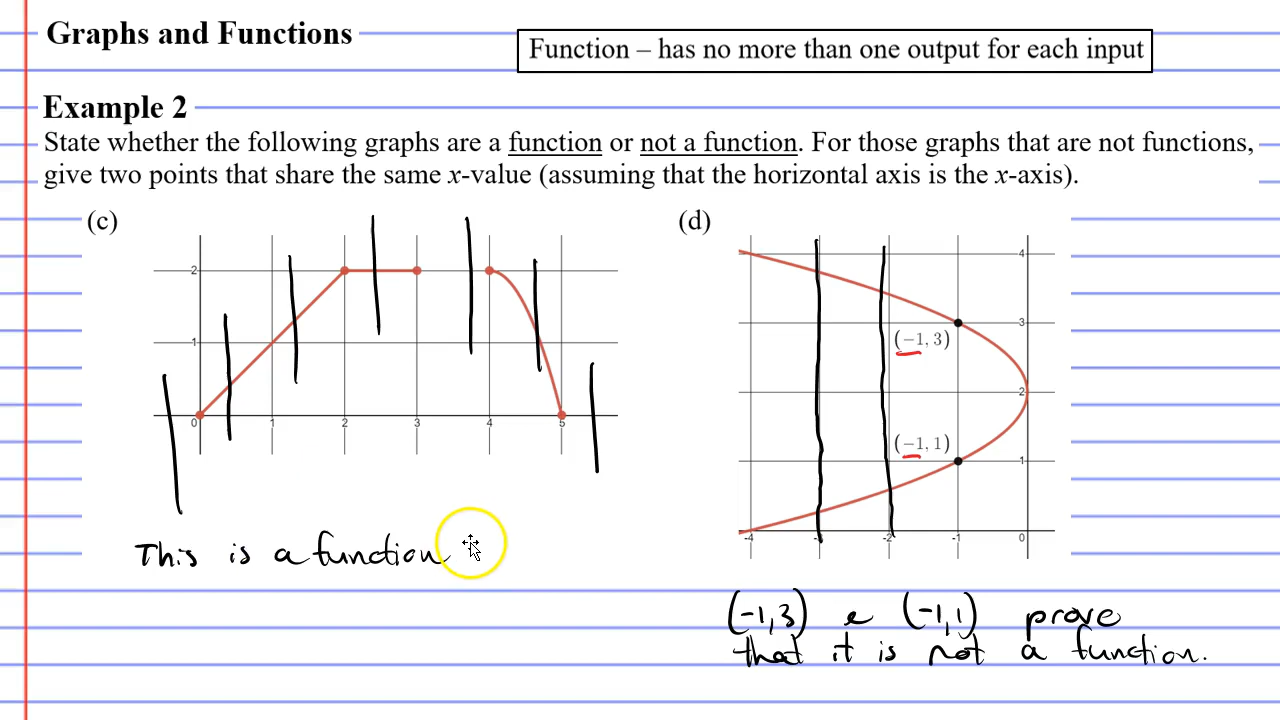 Graphs and Functions
Function – has no more than one output for each input
Example 2
State whether the following graphs are a function or not a function. For those graphs that are not functions,
give two points that share the same x-value (assuming that the horizontal axis is the x-axis).
(c)
2
1
0 1 2 3 4 5
This is a function
(d)
4
3
(-1, 3)
2
(-1, 1)
1
-4 -2 -1 0
(-1,3) e (-1,1) prove
that it is not a function.